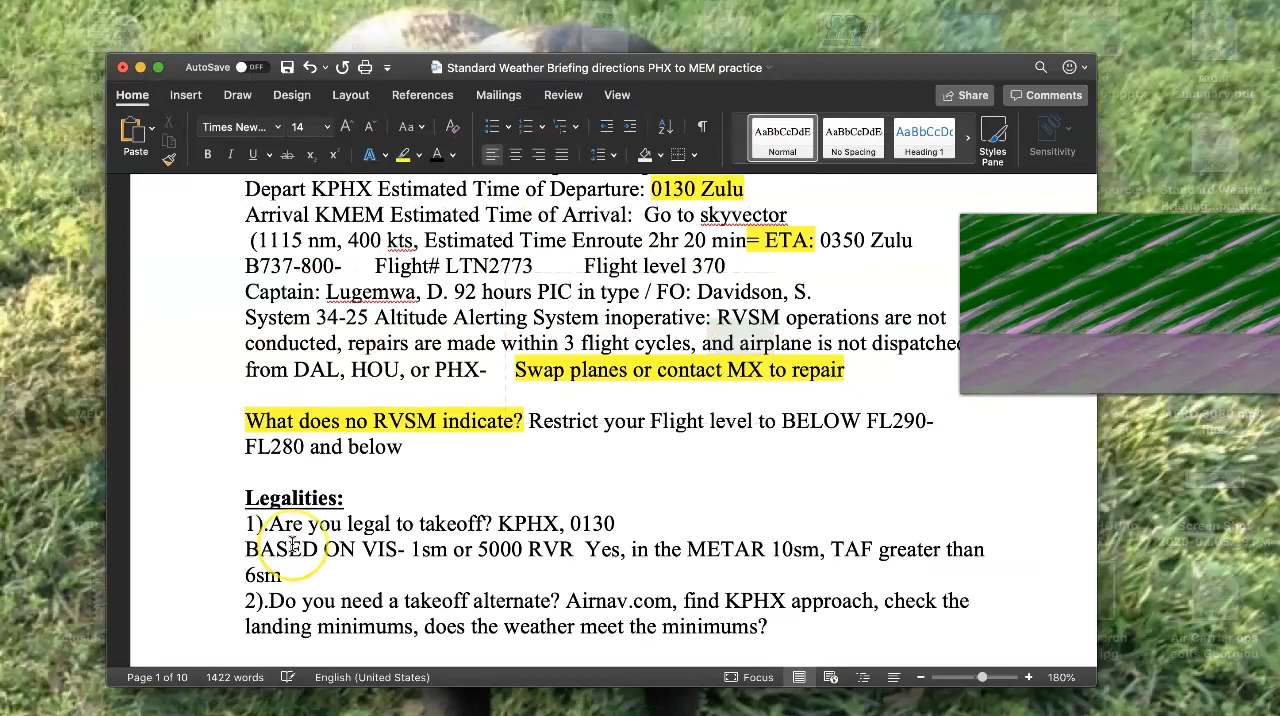 AutoSave OFF Standard Weather Briefing directions PHX to MEM practice
Home Insert Draw Design Layout References Mailings Review View Share Comments
Paste Times New... 14 Aa AaBbCcDdE AaBbCcDdE AaBbCcDc Styles Pane Sensitivity
Normal No Spacing Heading 1
Depart KPHX Estimated Time of Departure: 0130 Zulu
Arrival KMEM Estimated Time of Arrival: Go to skyvector
(1115 nm, 400 kts, Estimated Time Enroute 2hr 20 min= ETA: 0350 Zulu
B737-800- Flight# LTN2773 Flight level 370
Captain: Lugemwa, D. 92 hours PIC in type / FO: Davidson, S.
System 34-25 Altitude Alerting System inoperative: RVSM operations are not
conducted, repairs are made within 3 flight cycles, and airplane is not dispatched
from DAL, HOU, or PHX- Swap planes or contact MX to repair
What does no RVSM indicate? Restrict your Flight level to BELOW FL290-
FL280 and below
Legalities:
1).Are you legal to takeoff? KPHX, 0130
BASED ON VIS- 1sm or 5000 RVR Yes, in the METAR 10sm, TAF greater than
6sm
2).Do you need a takeoff alternate? Airnav.com, find KPHX approach, check the
landing minimums, does the weather meet the minimums?
Page 1 of 10 1422 words English (United States) Focus 180%